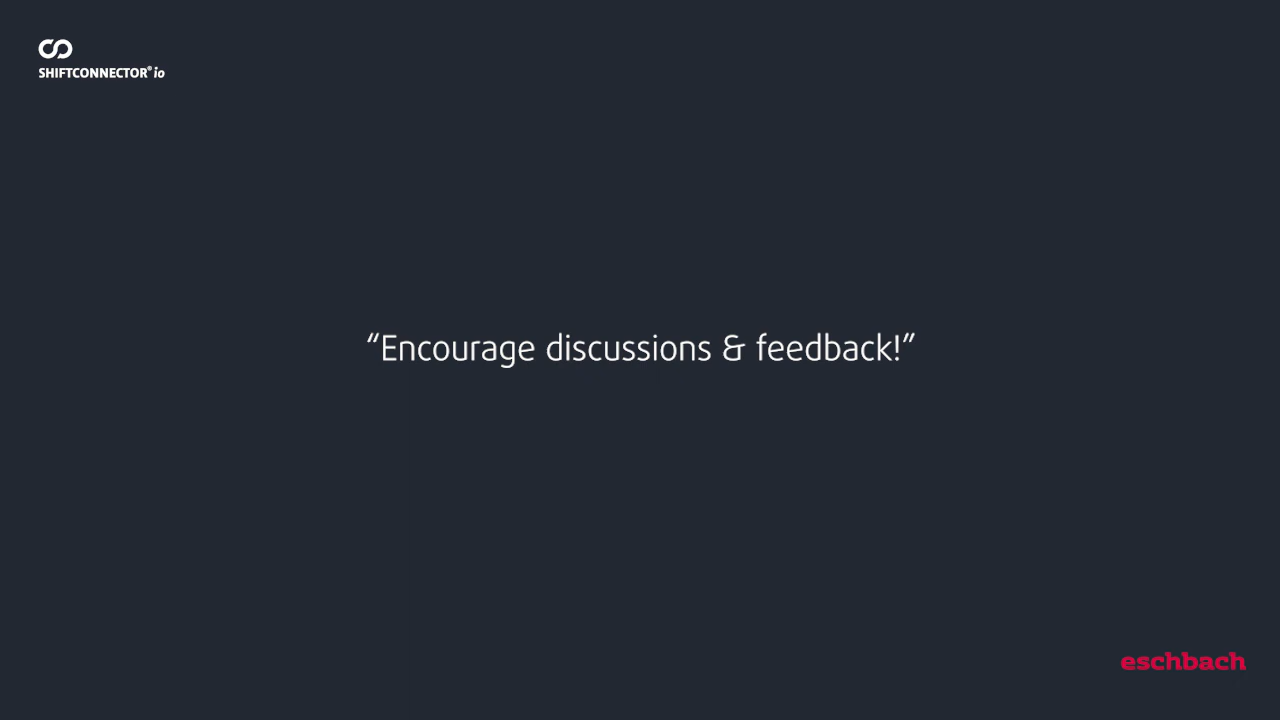 SHIFTCONNECTOR® io
“Encourage discussions & feedback!”
eschbach